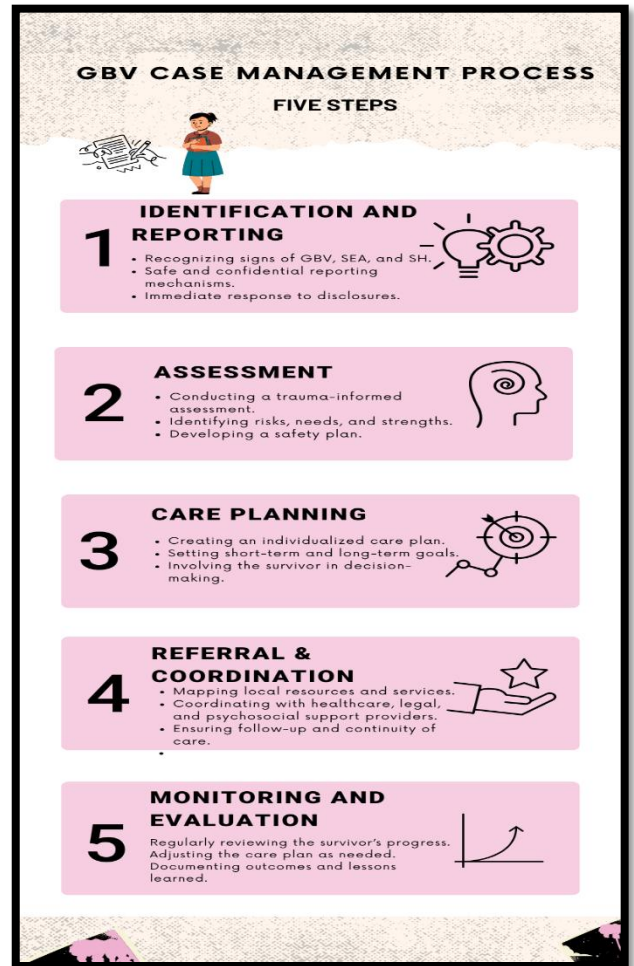 GBV CASE MANAGEMENT PROCESS
FIVE STEPS
1
IDENTIFICATION AND
REPORTING
• Recognizing signs of GBV, SEA, and SH.
• Safe and confidential reporting
mechanisms.
• Immediate response to disclosures.
2
ASSESSMENT
• Conducting a trauma-informed
assessment.
• Identifying risks, needs, and strengths.
• Developing a safety plan.
3
CARE PLANNING
• Creating an individualized care plan.
• Setting short-term and long-term goals.
• Involving the survivor in decision-
making.
4
REFERRAL &
COORDINATION
• Mapping local resources and services.
• Coordinating with healthcare, legal,
and psychosocial support providers.
• Ensuring follow-up and continuity of
care.
•
5
MONITORING AND
EVALUATION
Regularly reviewing the survivor's progress.
Adjusting the care plan as needed.
Documenting outcomes and lessons
learned.